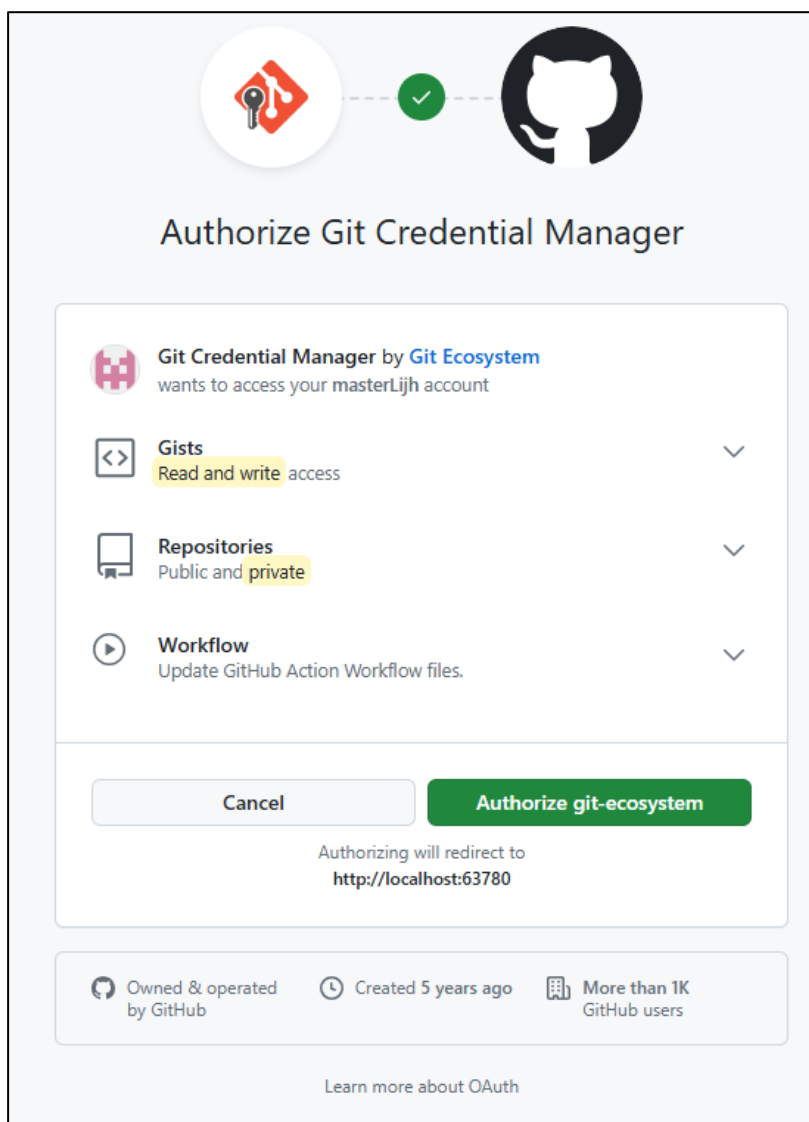 Authorize Git Credential Manager
Git Credential Manager by Git Ecosystem
wants to access your masterLijh account
Gists
Read and write access
Repositories
Public and private
Workflow
Update GitHub Action Workflow files.
Cancel
Authorize git-ecosystem
Authorizing will redirect to
http://localhost:63780
Owned & operated
by GitHub
Created 5 years ago
More than 1K
GitHub users
Learn more about OAuth